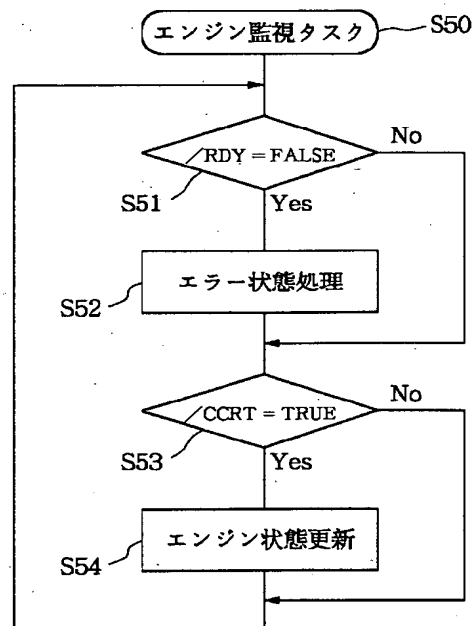 エンジン監視タスク
S50
/RDY = FALSE
No
S51
Yes
エラー状態処理
S52
/CCRT = TRUE
No
S53
Yes
エンジン状態更新
S54